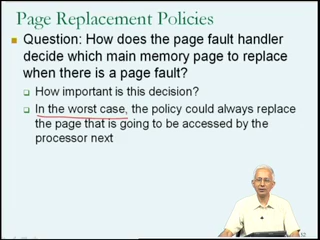 Page Replacement Policies
Question: How does the page fault handler
decide which main memory page to replace
when there is a page fault?
How important is this decision?
In the worst case, the policy could always replace
the page that is going to be accessed by the
processor next